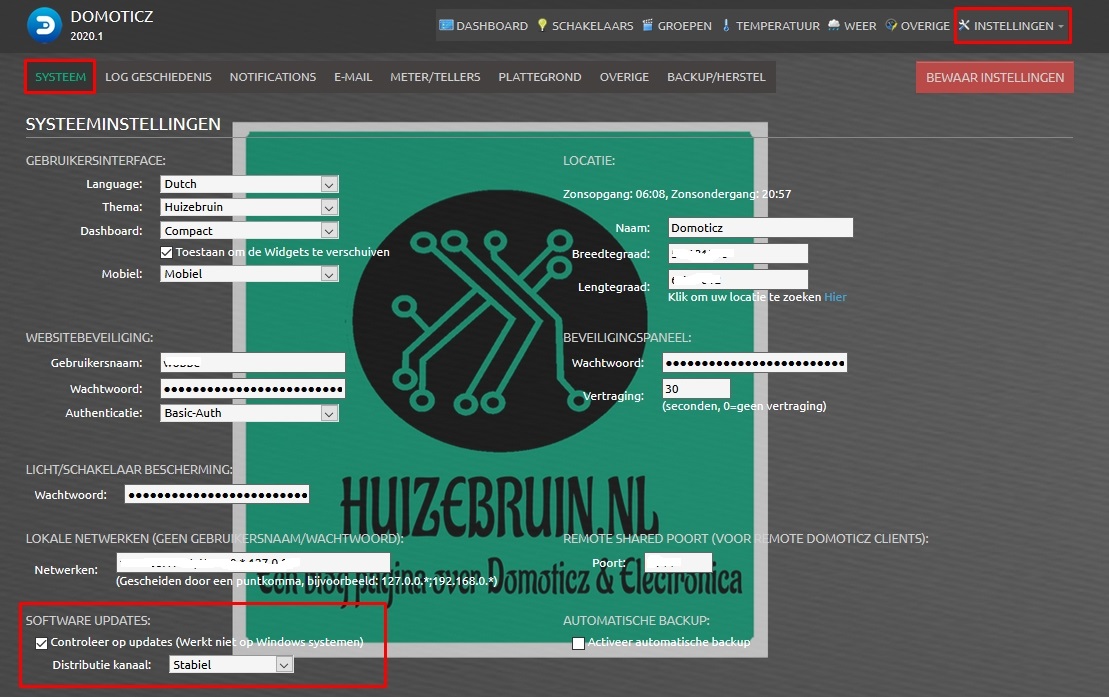 DOMOTICZ
2020.1
DASHBOARD SCHAKELAARS GROEPEN TEMPERATUUR WEER OVERIGE INSTELLINGEN
SYSTEEM LOG GESCHIEDENIS NOTIFICATIONS E-MAIL METER/TELLERS PLATTEGROND OVERIGE BACKUP/HERSTEL
BEWAAR INSTELLINGEN
SYSTEEMINSTELLINGEN
GEBRUIKERSINTERFACE:
Language: Dutch
Thema: Huizebruin
Dashboard: Compact
Toestaan om de Widgets te verschuiven
Mobiel: Mobiel
LOCATIE:
Zonsopgang: 06:08, Zonsondergang: 20:57
Naam: Domoticz
Breedtegraad:
Lengtegraad:
Klik om uw locatie te zoeken Hier
WEBSITEBEVEILIGING:
Gebruikersnaam:
Wachtwoord: ●●●●●●●●●●●●●●●●●●●●●●●●●
Authenticatie: Basic-Auth
BEVEILIGINGSPANEEL:
Wachtwoord: ●●●●●●●●●●●●●●●●●●●●●●●●●
Vertraging: 30
(seconden, 0=geen vertraging)
LICHT/SCHAKELAAR BESCHERMING:
Wachtwoord: ●●●●●●●●●●●●●●●●●●●●●●●●●
HUIZEBRUIN.NL
Een blog pagina over Domoticz & Electronica
LOKALE NETWERKEN (GEEN GEBRUIKERSNAAM/WACHTWOORD):
Netwerken:
(Gescheiden door een puntkomma, bijvoorbeeld: 127.0.0.*;192.168.0.*)
REMOTE SHARED POORT (VOOR REMOTE DOMOTICZ CLIENTS):
Poort:
SOFTWARE UPDATES:
Controleer op updates (Werkt niet op Windows systemen)
Distributie kanaal: Stabiel
AUTOMATISCHE BACKUP:
Activeer automatische backup